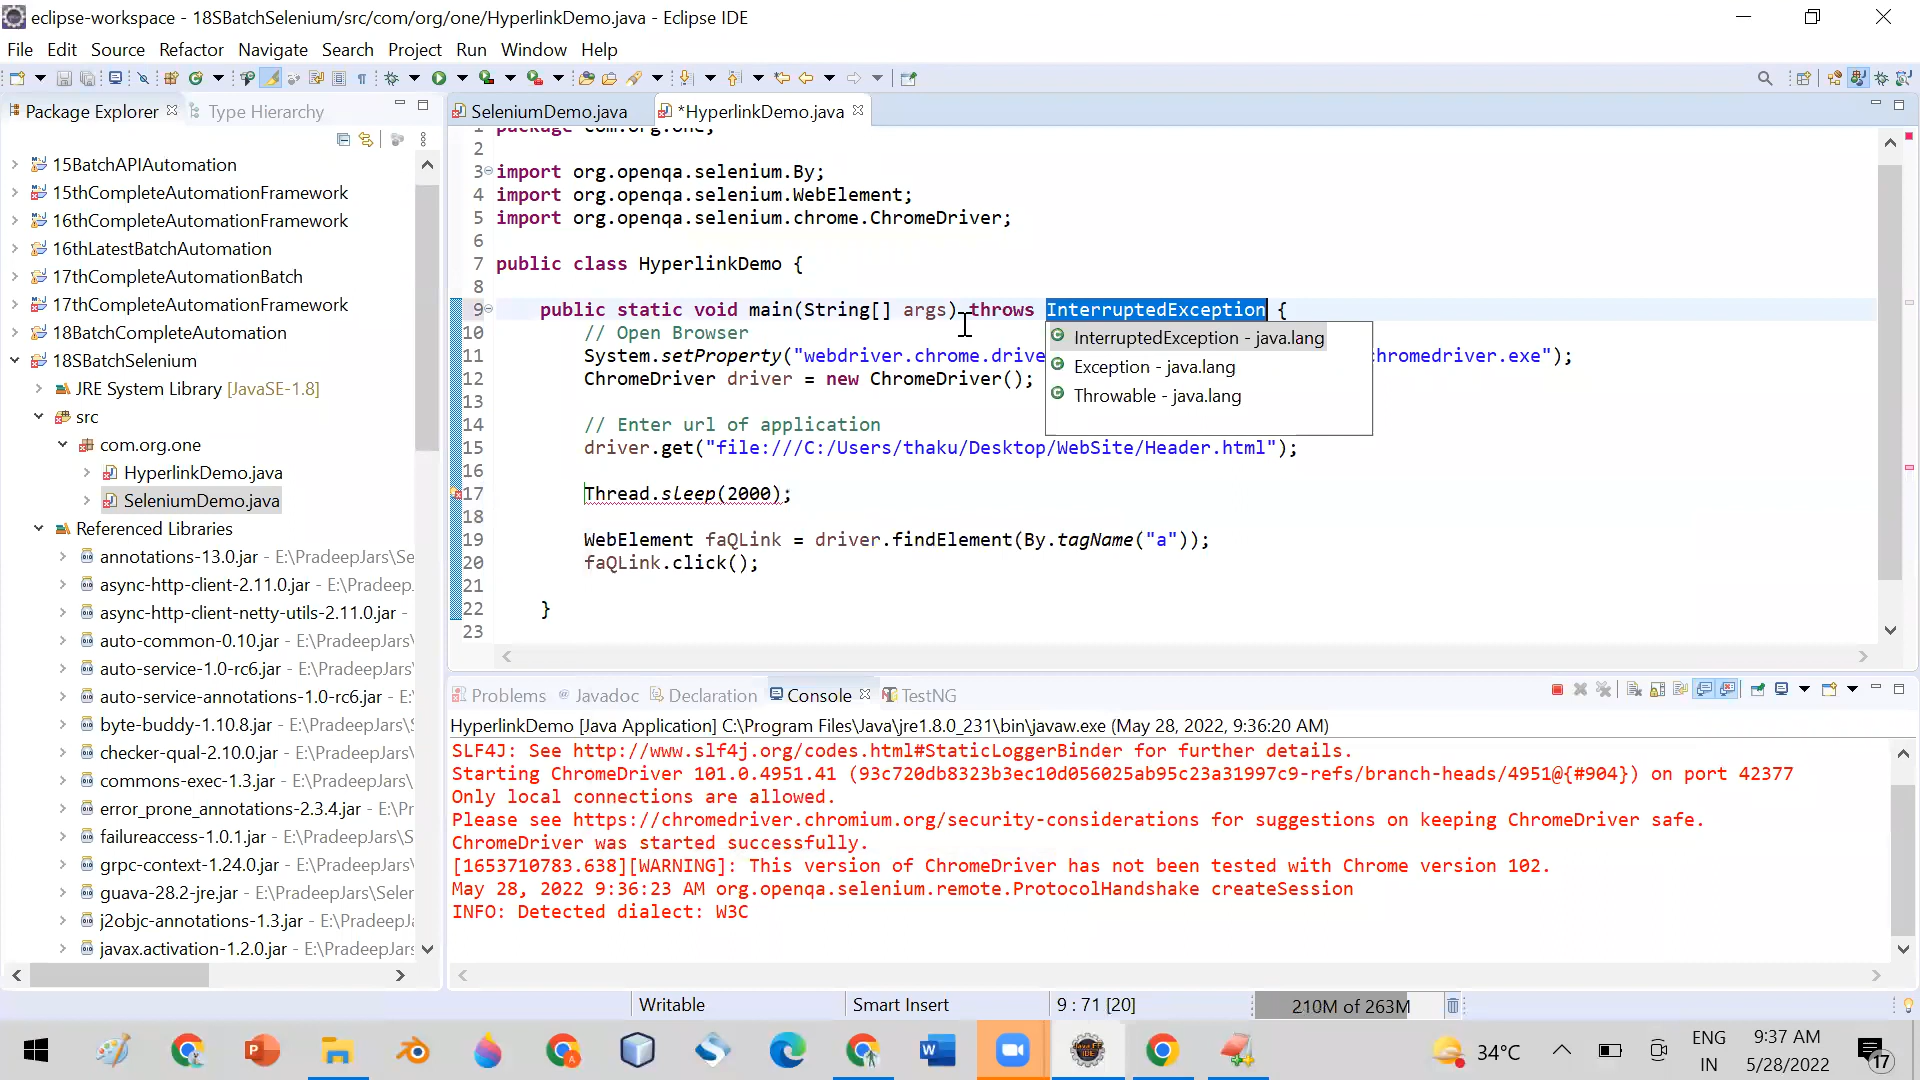 eclipse-workspace - 18SBatchSelenium/src/com/org/one/HyperlinkDemo.java - Eclipse IDE
File Edit Source Refactor Navigate Search Project Run Window Help
Package Explorer Type Hierarchy
15BatchAPIAutomation
15thCompleteAutomationFramework
16thCompleteAutomationFramework
16thLatestBatchAutomation
17thCompleteAutomationBatch
17thCompleteAutomationFramework
18BatchCompleteAutomation
18SBatchSelenium
JRE System Library [JavaSE-1.8]
src
com.org.one
HyperlinkDemo.java
SeleniumDemo.java
Referenced Libraries
annotations-13.0.jar - E:\PradeepJars\Se
async-http-client-2.11.0.jar - E:\Pradeep
async-http-client-netty-utils-2.11.0.jar -
auto-common-0.10.jar - E:\PradeepJars\
auto-service-1.0-rc6.jar - E:\PradeepJars
auto-service-annotations-1.0-rc6.jar - E:
byte-buddy-1.10.8.jar - E:\PradeepJars\
checker-qual-2.10.0.jar - E:\PradeepJars
commons-exec-1.3.jar - E:\PradeepJars\
error_prone_annotations-2.3.4.jar - E:\P
failureaccess-1.0.1.jar - E:\PradeepJars\S
grpc-context-1.24.0.jar - E:\PradeepJars
guava-28.2-jre.jar - E:\PradeepJars\Seler
j2objc-annotations-1.3.jar - E:\PradeepJa
javax.activation-1.2.0.jar - E:\PradeepJars
SeleniumDemo.java *HyperlinkDemo.java
1 package com.org.one;
2
3 import org.openqa.selenium.By;
4 import org.openqa.selenium.WebElement;
5 import org.openqa.selenium.chrome.ChromeDriver;
6
7 public class HyperlinkDemo {
8
9 public static void main(String[] args) throws InterruptedException {
10 // Open Browser
11 System.setProperty("webdriver.chrome.drive chromedriver.exe");
12 ChromeDriver driver = new ChromeDriver();
13
14 // Enter url of application
15 driver.get("file:///C:/Users/thaku/Desktop/WebSite/Header.html");
16
17 Thread.sleep(2000);
18
19 WebElement faQLink = driver.findElement(By.tagName("a"));
20 faQLink.click();
21
22 }
23
InterruptedException - java.lang
Exception - java.lang
Throwable - java.lang
Problems @ Javadoc Declaration Console TestNG
HyperlinkDemo [Java Application] C:\Program Files\Java\jre1.8.0_231\bin\javaw.exe (May 28, 2022, 9:36:20 AM)
SLF4J: See http://www.slf4j.org/codes.html#StaticLoggerBinder for further details.
Starting ChromeDriver 101.0.4951.41 (93c720db8323b3ec10d056025ab95c23a31997c9-refs/branch-heads/4951@{#904}) on port 42377
Only local connections are allowed.
Please see https://chromedriver.chromium.org/security-considerations for suggestions on keeping ChromeDriver safe.
ChromeDriver was started successfully.
[1653710783.638][WARNING]: This version of ChromeDriver has not been tested with Chrome version 102.
May 28, 2022 9:36:23 AM org.openqa.selenium.remote.ProtocolHandshake createSession
INFO: Detected dialect: W3C
Writable Smart Insert 9 : 71 [20] 210M of 263M
34°C ENG IN 9:37 AM 5/28/2022 17